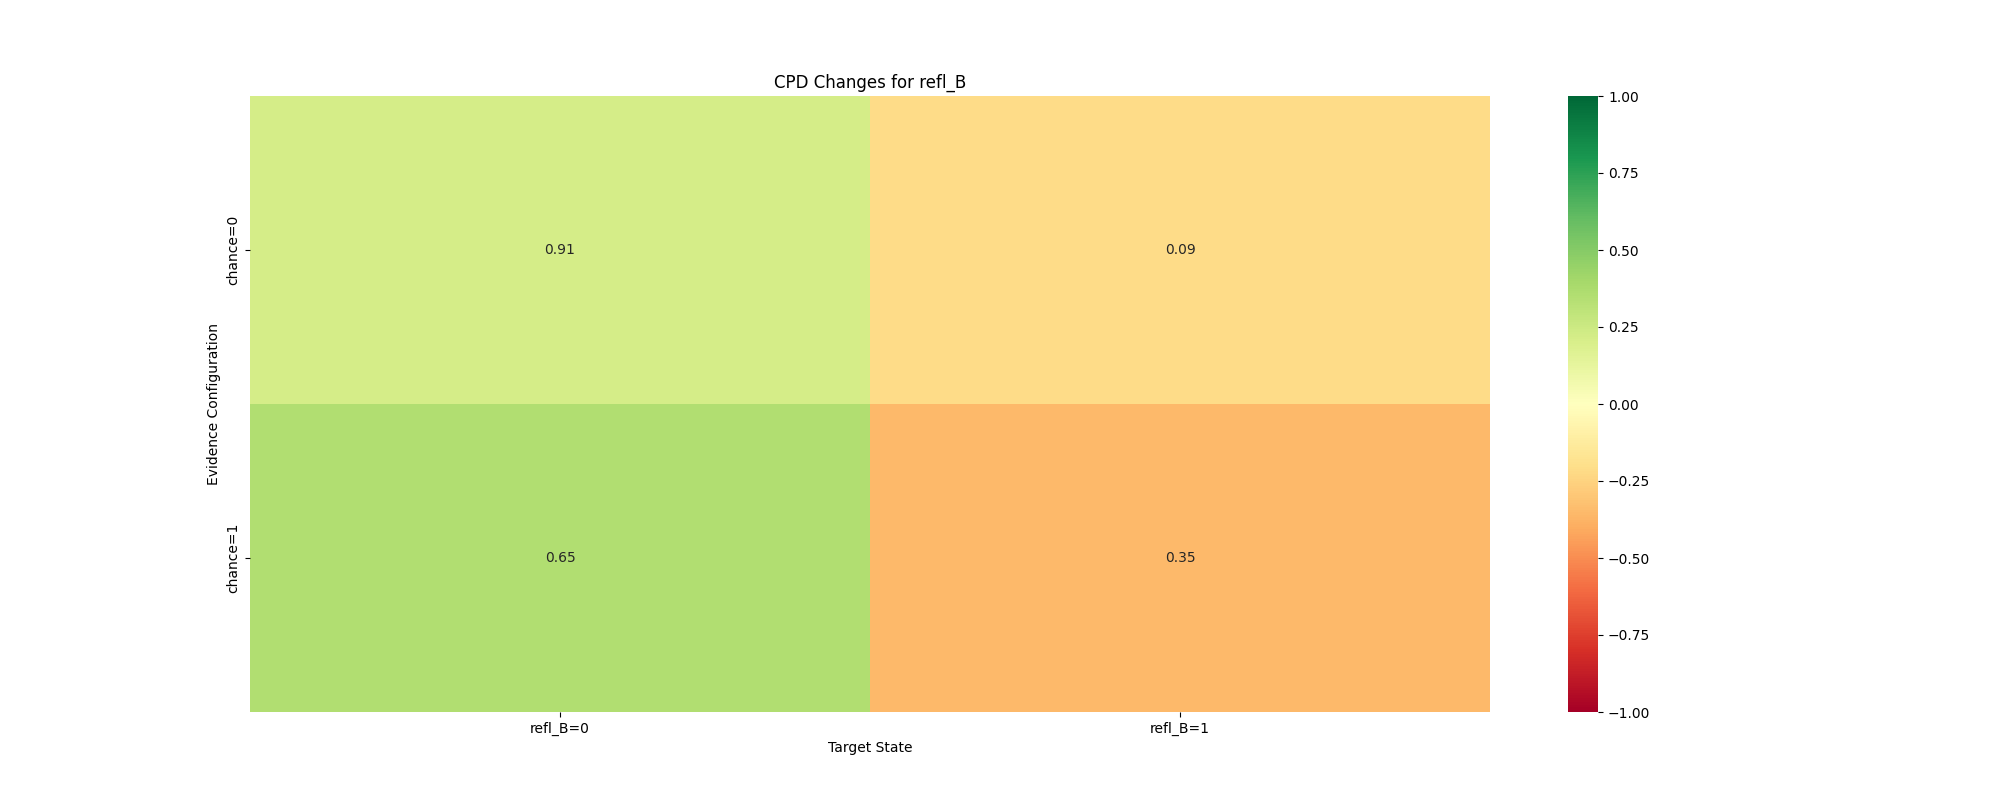 CPD Changes for refl_B
Evidence Configuration
chance=0
chance=1
0.91
0.09
0.65
0.35
refl_B=0
refl_B=1
Target State
1.00
0.75
0.50
0.25
0.00
−0.25
−0.50
−0.75
−1.00